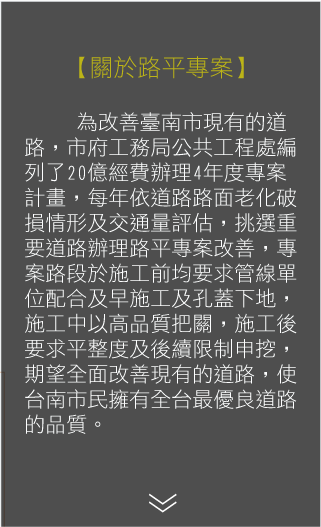 【關於路平專案】
為改善臺南市現有的道
路，市府工務局公共工程處編
列了20億經費辦理4年度專案
計畫，每年依道路路面老化破
損情形及交通量評估，挑選重
要道路辦理路平專案改善，專
案路段於施工前均要求管線單
位配合及早施工及孔蓋下地，
施工中以高品質把關，施工後
要求平整度及後續限制申挖，
期望全面改善現有的道路，使
台南市民擁有全台最優良道路
的品質。